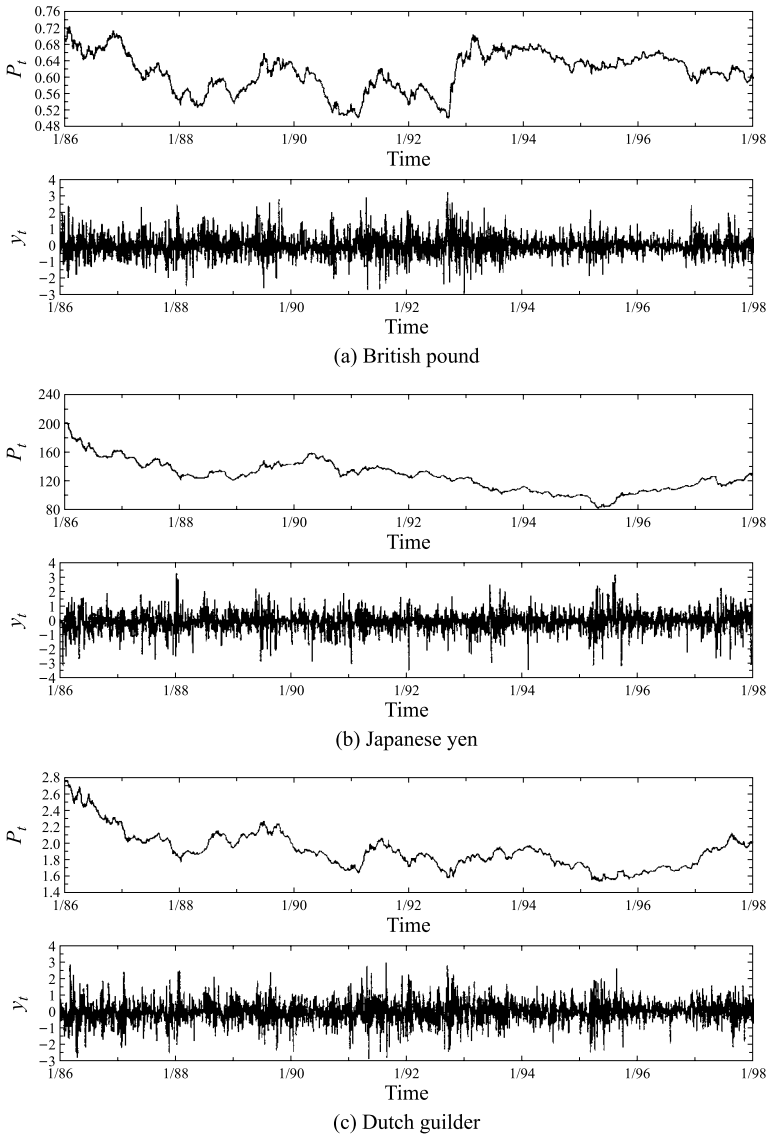 0.76
0.72
0.68
0.64
0.60
0.56
0.52
0.48
P_t
1/86 1/88 1/90 1/92 1/94 1/96 1/98
Time
4
3
2
1
0
−1
−2
−3
y_t
1/86 1/88 1/90 1/92 1/94 1/96 1/98
Time
(a) British pound
240
200
160
120
80
P_t
1/86 1/88 1/90 1/92 1/94 1/96 1/98
Time
4
3
2
1
0
−1
−2
−3
−4
y_t
1/86 1/88 1/90 1/92 1/94 1/96 1/98
Time
(b) Japanese yen
2.8
2.6
2.4
2.2
2.0
1.8
1.6
1.4
P_t
1/86 1/88 1/90 1/92 1/94 1/96 1/98
Time
4
3
2
1
0
−1
−2
−3
y_t
1/86 1/88 1/90 1/92 1/94 1/96 1/98
Time
(c) Dutch guilder